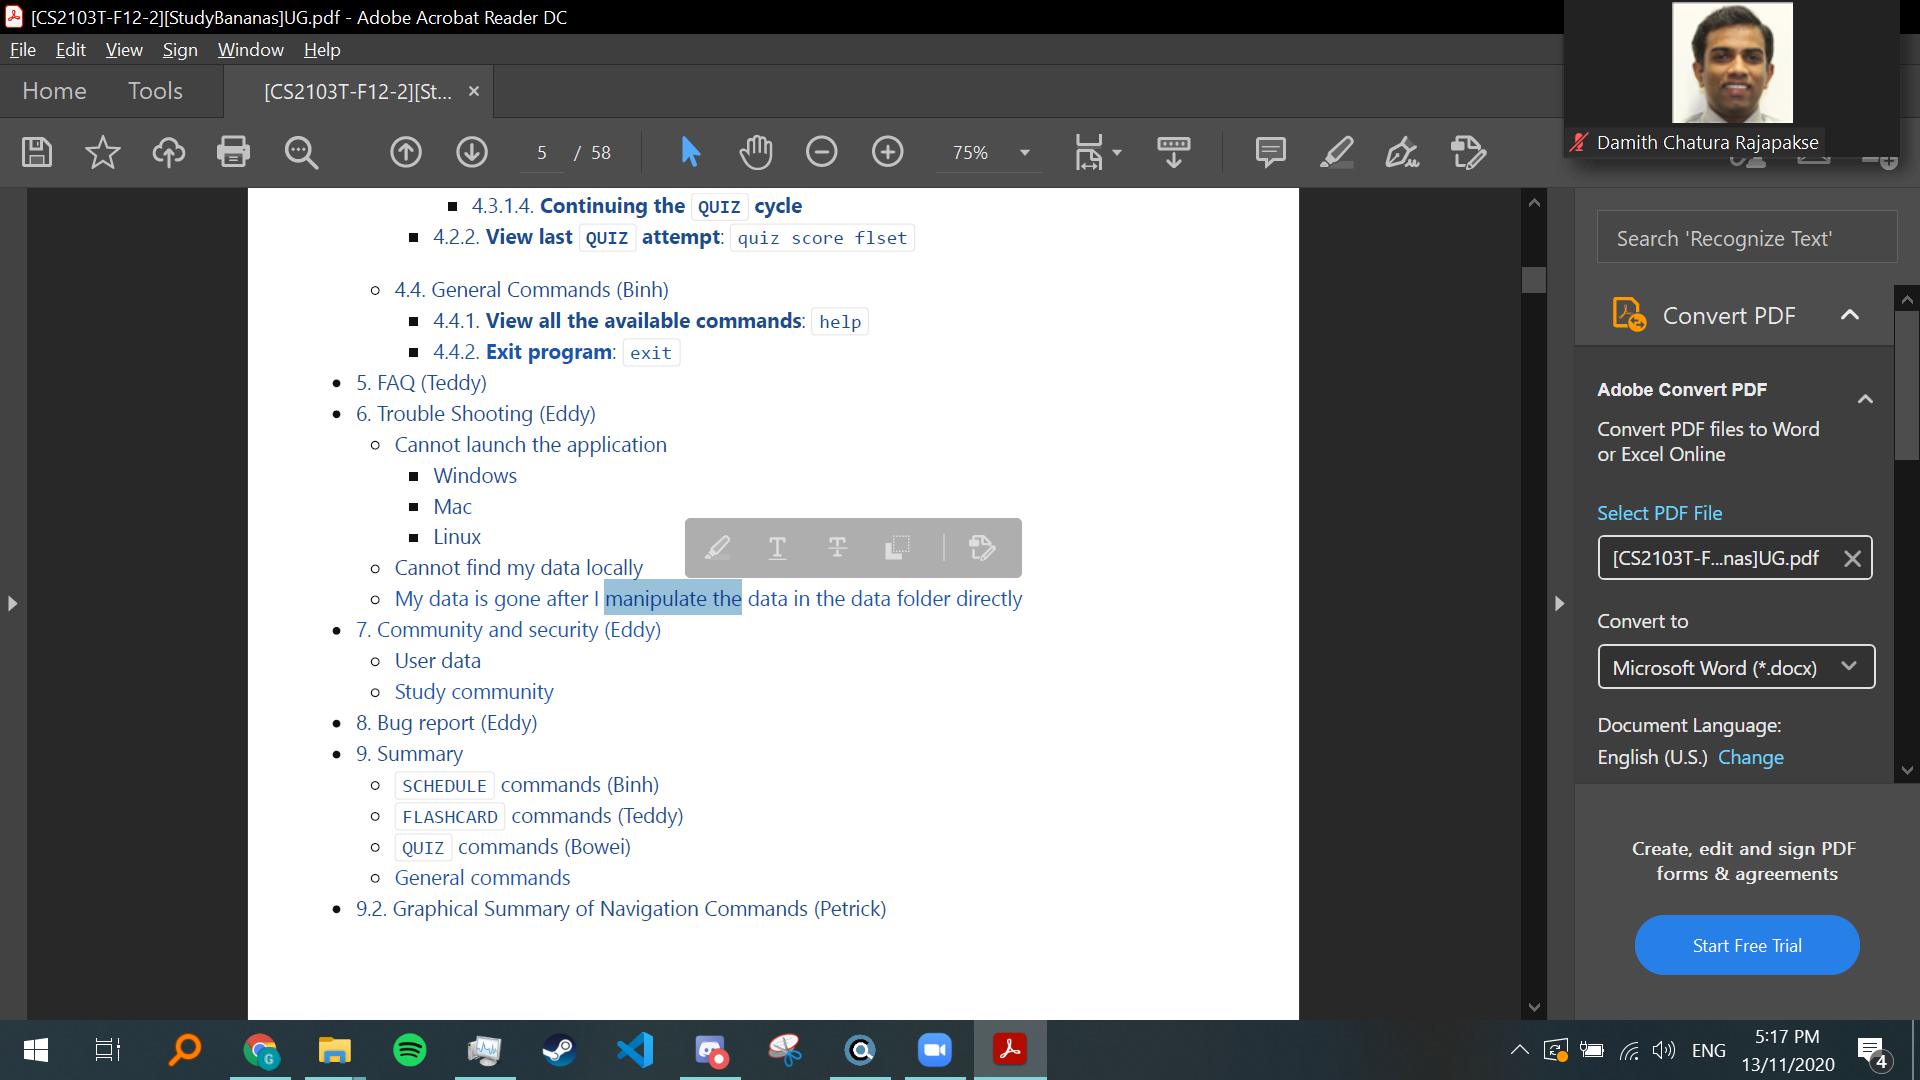 [CS2103T-F12-2][StudyBananas]UG.pdf - Adobe Acrobat Reader DC
File Edit View Sign Window Help
Home Tools [CS2103T-F12-2][St... ×
5 / 58 75%
Damith Chatura Rajapakse
4.3.1.4. Continuing the QUIZ cycle
4.2.2. View last QUIZ attempt: quiz score flset
4.4. General Commands (Binh)
4.4.1. View all the available commands: help
4.4.2. Exit program: exit
5. FAQ (Teddy)
6. Trouble Shooting (Eddy)
Cannot launch the application
Windows
Mac
Linux
Cannot find my data locally
My data is gone after I manipulate the data in the data folder directly
7. Community and security (Eddy)
User data
Study community
8. Bug report (Eddy)
9. Summary
SCHEDULE commands (Binh)
FLASHCARD commands (Teddy)
QUIZ commands (Bowei)
General commands
9.2. Graphical Summary of Navigation Commands (Petrick)
Search 'Recognize Text'
Convert PDF
Adobe Convert PDF
Convert PDF files to Word
or Excel Online
Select PDF File
[CS2103T-F...nas]UG.pdf
Convert to
Microsoft Word (*.docx)
Document Language:
English (U.S.) Change
Create, edit and sign PDF
forms & agreements
Start Free Trial
ENG
5:17 PM
13/11/2020
4